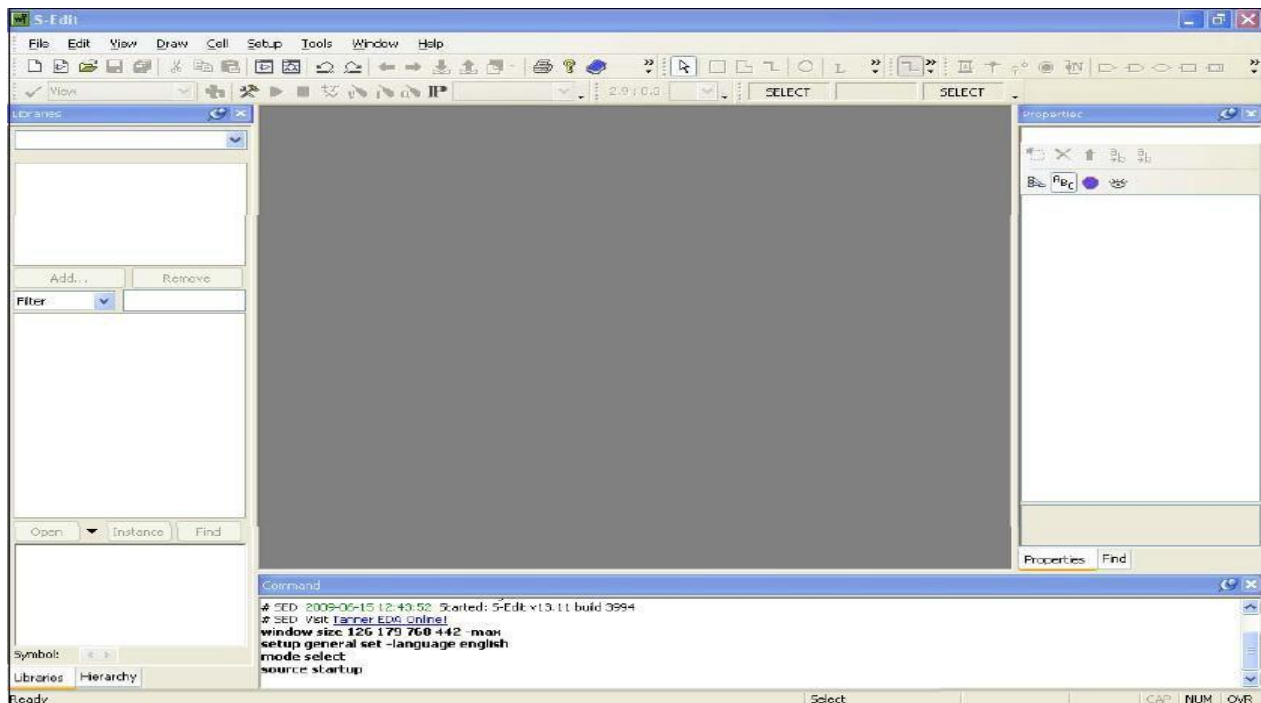 S-Edit
File Edit View Draw Cell Setup Tools Window Help
View
SELECT SELECT
Libraries
Properties
Add... Remove
Filter
Open Instance Find
Properties Find
Command
# SED 2009-06-15 12:43:52 Started: S-Edit v13.11 build 3994
# SED Visit Tanner EDA Online!
window size 126 179 760 442 -max
setup general set -language english
mode select
source startup
Symbol:
Libraries Hierarchy
Ready Select CAP NUM OVR